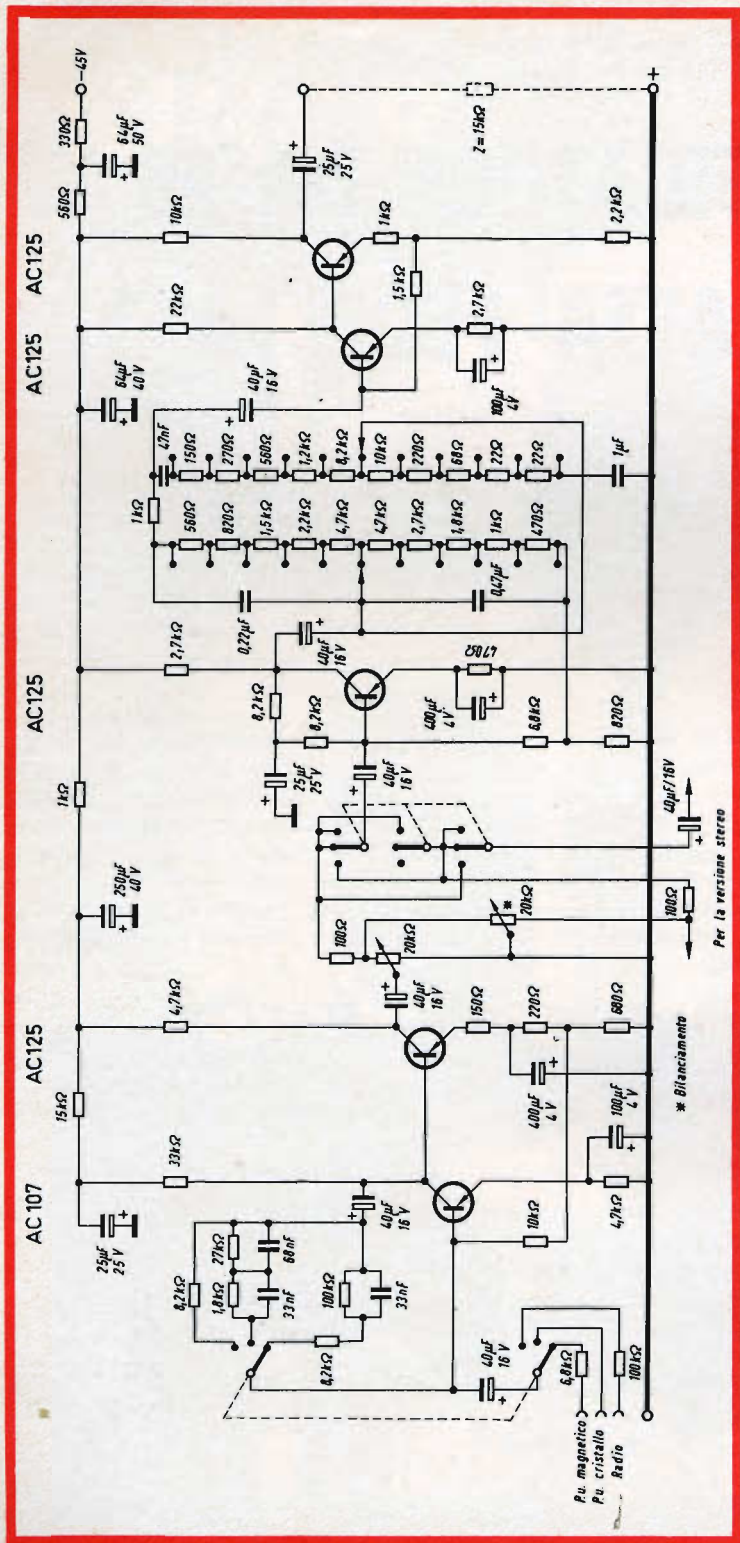 AC107
AC125
AC125
AC125
AC125
25µF
25V
15kΩ
250µF
40V
1kΩ
64µF
40V
560Ω
64µF
50V
330Ω
-45V
33kΩ
4,7kΩ
2,7kΩ
22kΩ
10kΩ
8,2kΩ
27kΩ
68nF
1,8kΩ
33nF
100kΩ
33nF
8,2kΩ
40µF
16V
40µF
16V
100Ω
20kΩ
20kΩ
*
25µF
25V
8,2kΩ
8,2kΩ
40µF
16V
40µF
16V
0,22µF
0,47µF
1kΩ
47nF
560Ω
820Ω
1,5kΩ
2,2kΩ
4,7kΩ
4,7kΩ
2,7kΩ
1,8kΩ
1kΩ
470Ω
150Ω
270Ω
560Ω
1,2kΩ
8,2kΩ
10kΩ
220Ω
68Ω
22Ω
22Ω
1µF
40µF
16V
25µF
25V
1kΩ
1,5kΩ
2,7kΩ
100µF
4V
2,2kΩ
Z=15kΩ
+
470Ω
400µF
4V
6,8kΩ
820Ω
150Ω
220Ω
680Ω
400µF
4V
100µF
4V
10kΩ
4,7kΩ
40µF
16V
6,8kΩ
100kΩ
P.u. magnetico
P.u. cristallo
Radio
100Ω
40µF/16V
* Bilanciamento
Per la versione stereo